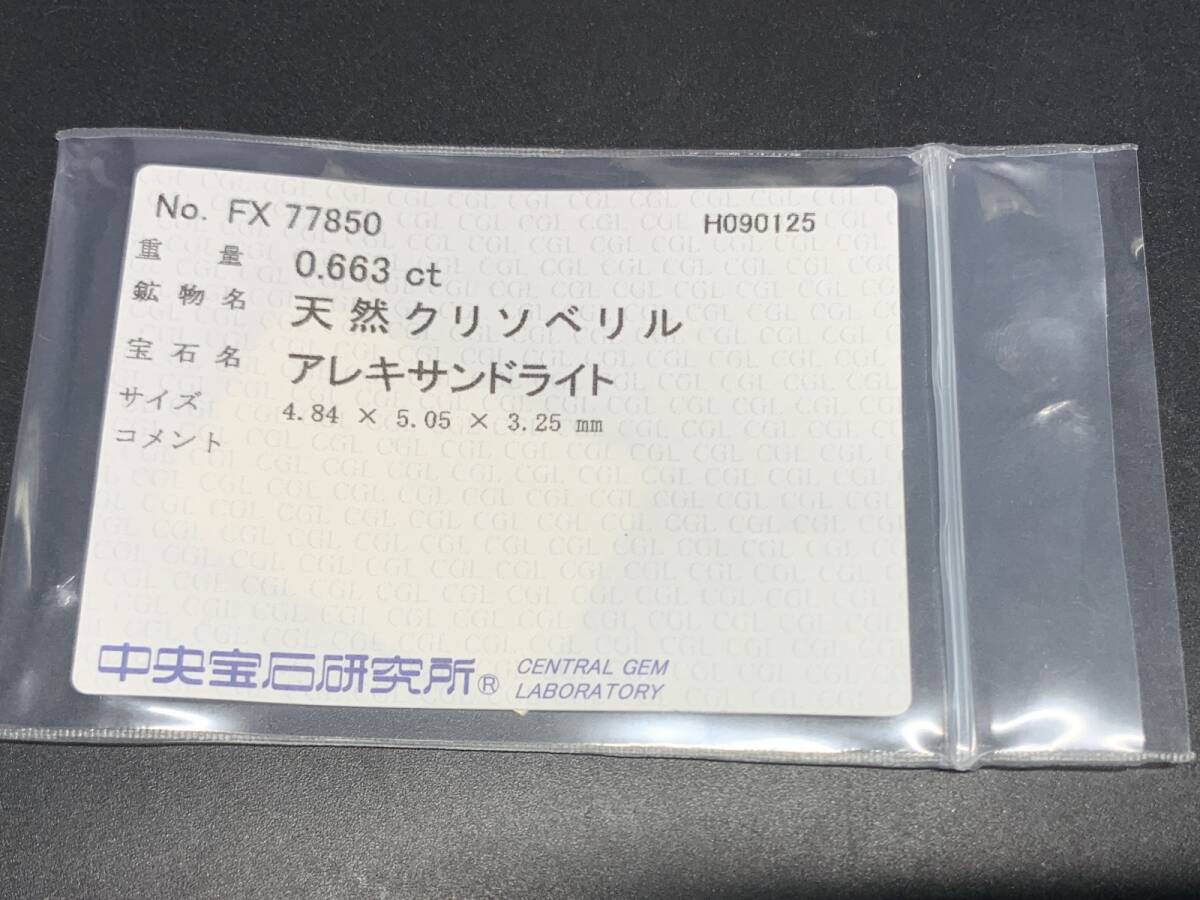 No. FX 77850 H090125
重量 0.663 ct
鉱物名 天然クリソベリル
宝石名 アレキサンドライト
サイズ 4.84 × 5.05 × 3.25 mm
コメント
中央宝石研究所® CENTRAL GEM
LABORATORY